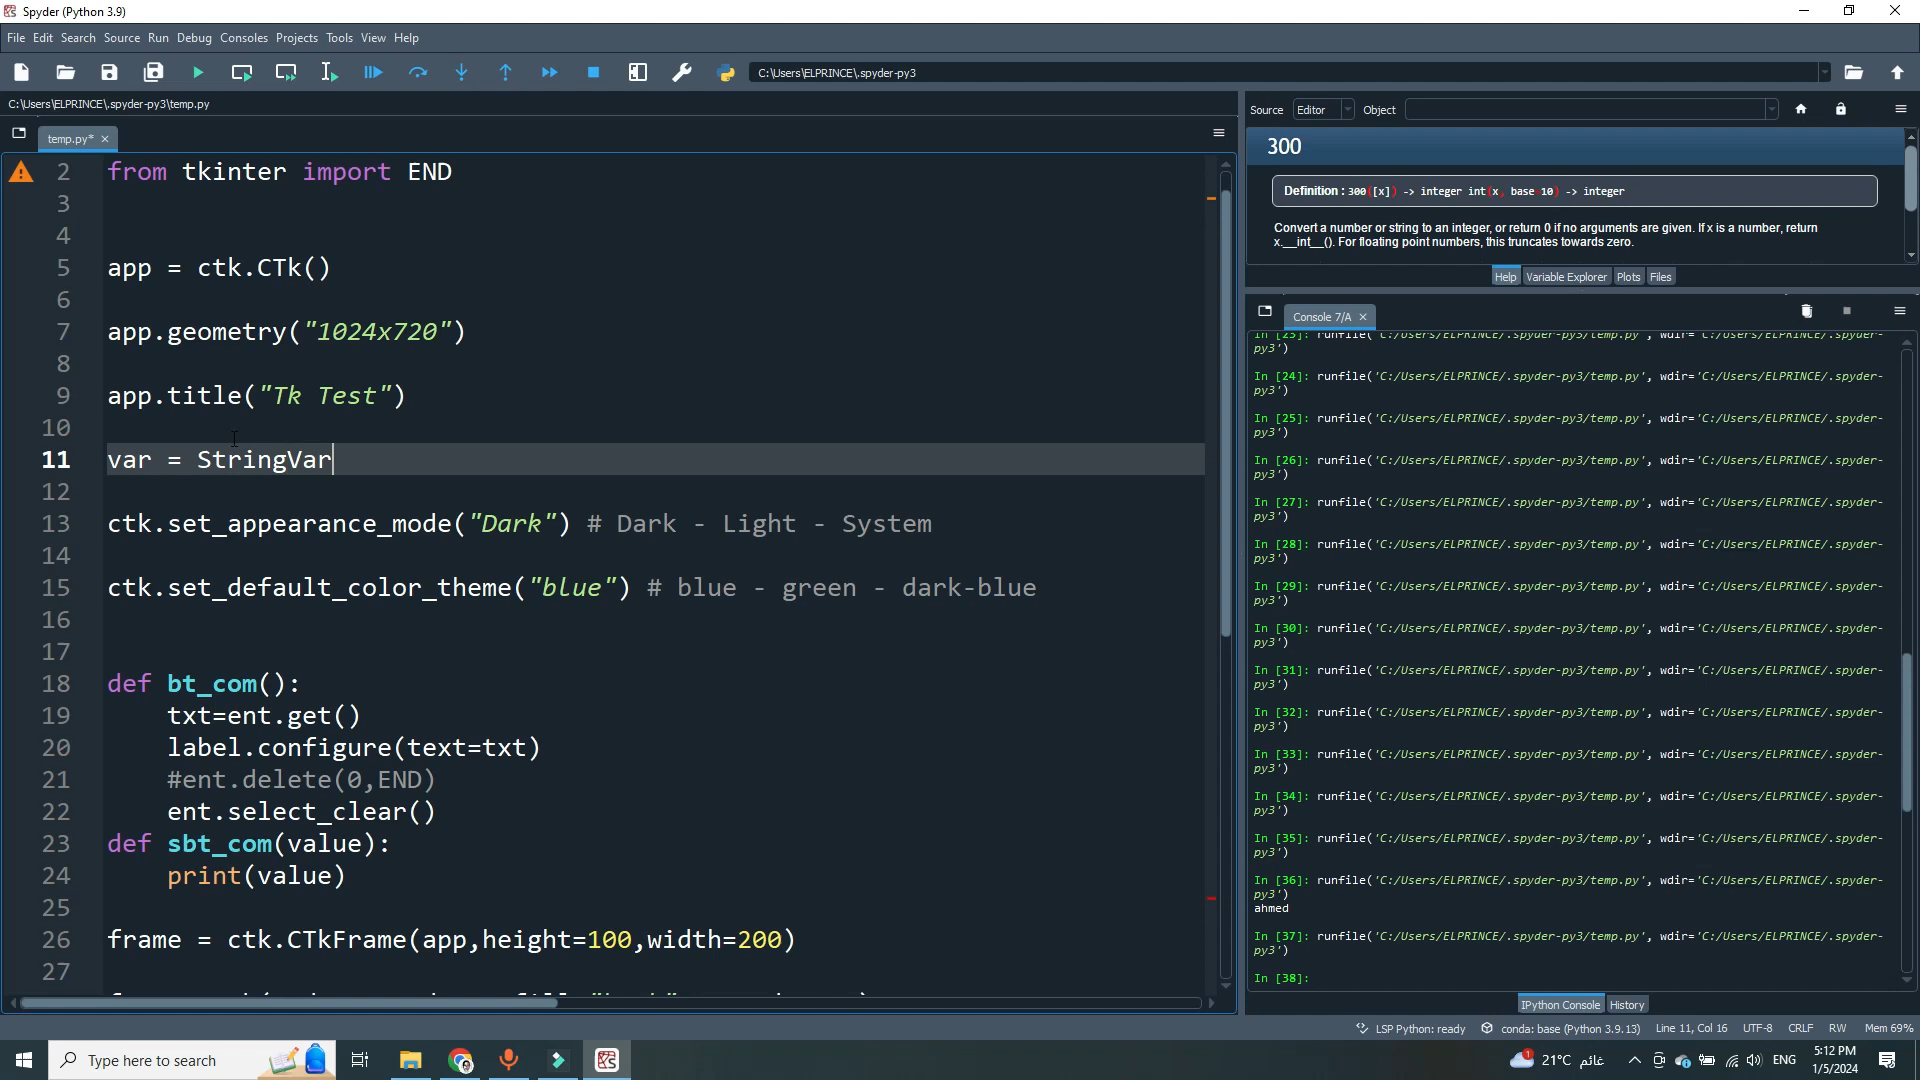 Spyder (Python 3.9)
File Edit Search Source Run Debug Consoles Projects Tools View Help
C:\Users\ELPRINCE\.spyder-py3
C:\Users\ELPRINCE\.spyder-py3\temp.py
temp.py*
2 from tkinter import END
3
4
5 app = ctk.CTk()
6
7 app.geometry("1024x720")
8
9 app.title("Tk Test")
10
11 var = StringVar
12
13 ctk.set_appearance_mode("Dark") # Dark - Light - System
14
15 ctk.set_default_color_theme("blue") # blue - green - dark-blue
16
17
18 def bt_com():
19 txt=ent.get()
20 label.configure(text=txt)
21 #ent.delete(0,END)
22 ent.select_clear()
23 def sbt_com(value):
24 print(value)
25
26 frame = ctk.CTkFrame(app,height=100,width=200)
27
Source Editor Object
300
Definition : 300([x]) -> integer int(x, base=10) -> integer
Convert a number or string to an integer, or return 0 if no arguments are given. If x is a number, return
x.__int__(). For floating point numbers, this truncates towards zero.
Help Variable Explorer Plots Files
Console 7/A
In [23]: runfile('C:/Users/ELPRINCE/.spyder-py3/temp.py', wdir='C:/Users/ELPRINCE/.spyder-
py3')
In [24]: runfile('C:/Users/ELPRINCE/.spyder-py3/temp.py', wdir='C:/Users/ELPRINCE/.spyder-
py3')
In [25]: runfile('C:/Users/ELPRINCE/.spyder-py3/temp.py', wdir='C:/Users/ELPRINCE/.spyder-
py3')
In [26]: runfile('C:/Users/ELPRINCE/.spyder-py3/temp.py', wdir='C:/Users/ELPRINCE/.spyder-
py3')
In [27]: runfile('C:/Users/ELPRINCE/.spyder-py3/temp.py', wdir='C:/Users/ELPRINCE/.spyder-
py3')
In [28]: runfile('C:/Users/ELPRINCE/.spyder-py3/temp.py', wdir='C:/Users/ELPRINCE/.spyder-
py3')
In [29]: runfile('C:/Users/ELPRINCE/.spyder-py3/temp.py', wdir='C:/Users/ELPRINCE/.spyder-
py3')
In [30]: runfile('C:/Users/ELPRINCE/.spyder-py3/temp.py', wdir='C:/Users/ELPRINCE/.spyder-
py3')
In [31]: runfile('C:/Users/ELPRINCE/.spyder-py3/temp.py', wdir='C:/Users/ELPRINCE/.spyder-
py3')
In [32]: runfile('C:/Users/ELPRINCE/.spyder-py3/temp.py', wdir='C:/Users/ELPRINCE/.spyder-
py3')
In [33]: runfile('C:/Users/ELPRINCE/.spyder-py3/temp.py', wdir='C:/Users/ELPRINCE/.spyder-
py3')
In [34]: runfile('C:/Users/ELPRINCE/.spyder-py3/temp.py', wdir='C:/Users/ELPRINCE/.spyder-
py3')
In [35]: runfile('C:/Users/ELPRINCE/.spyder-py3/temp.py', wdir='C:/Users/ELPRINCE/.spyder-
py3')
In [36]: runfile('C:/Users/ELPRINCE/.spyder-py3/temp.py', wdir='C:/Users/ELPRINCE/.spyder-
py3')
ahmed
In [37]: runfile('C:/Users/ELPRINCE/.spyder-py3/temp.py', wdir='C:/Users/ELPRINCE/.spyder-
py3')
In [38]:
IPython Console History
LSP Python: ready conda: base (Python 3.9.13) Line 11, Col 16 UTF-8 CRLF RW Mem 69%
Type here to search
1 21°C غائم ENG 5:12 PM
1/5/2024